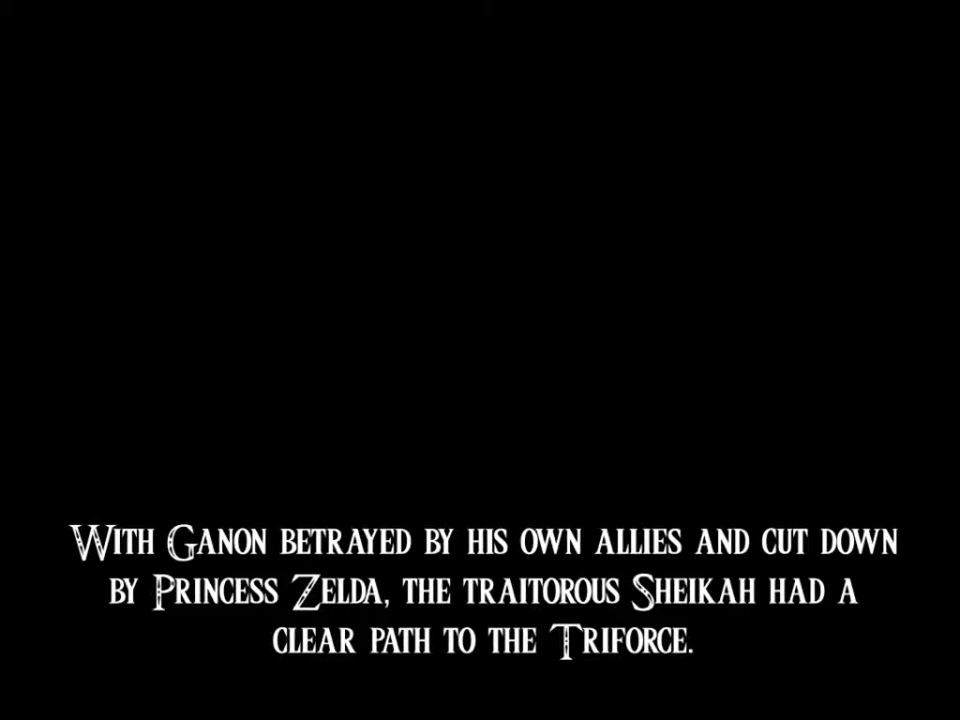 With Ganon betrayed by his own allies and cut down
by Princess Zelda, the traitorous Sheikah had a
clear path to the Triforce.